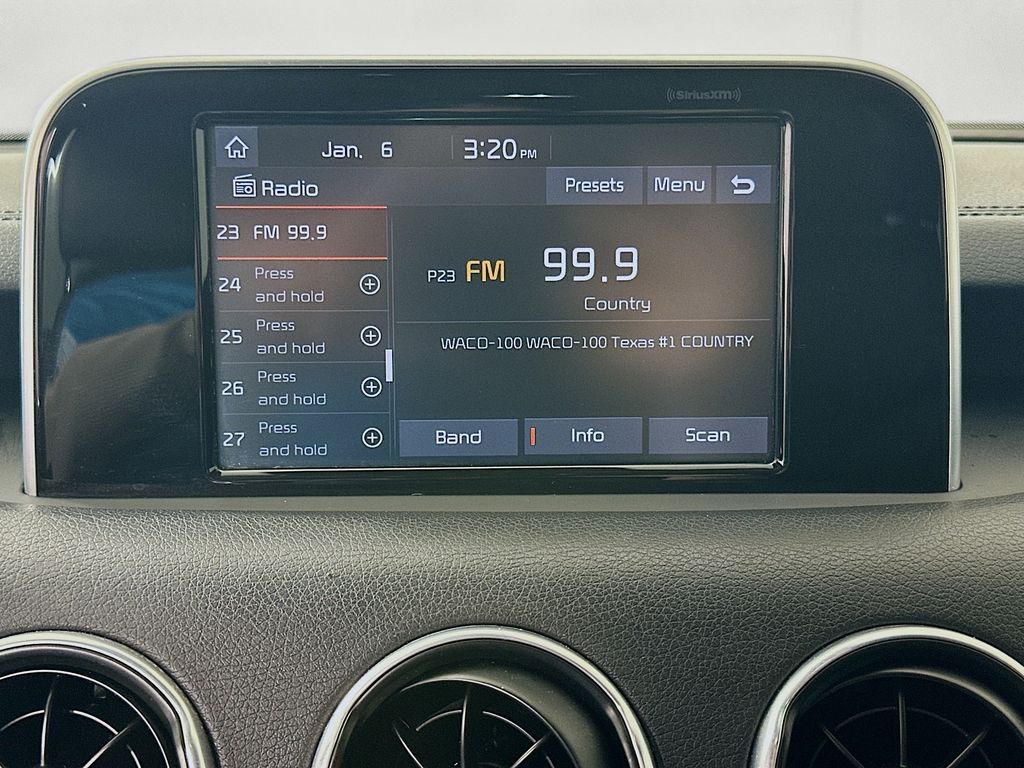 ((SiriusXM))
Jan. 6 3:20 PM
Radio Presets Menu
23 FM 99.9
24 Press and hold
25 Press and hold
26 Press and hold
27 Press and hold
P23 FM 99.9
Country
WACO-100 WACO-100 Texas #1 COUNTRY
Band Info Scan